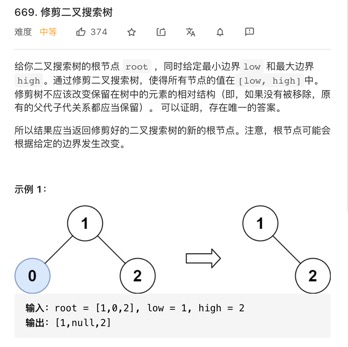 669. 修剪二叉搜索树
难度 中等 374
给你二叉搜索树的根节点 root ，同时给定最小边界 low 和最大边界
high 。通过修剪二叉搜索树，使得所有节点的值在 [low, high] 中。
修剪树不应该改变保留在树中的元素的相对结构（即，如果没有被移除，原
有的父代子代关系都应当保留）。 可以证明，存在唯一的答案。
所以结果应当返回修剪好的二叉搜索树的新的根节点。注意，根节点可能会
根据给定的边界发生改变。
示例 1：
1 1
0 2 2
输入：root = [1,0,2], low = 1, high = 2
输出：[1,null,2]